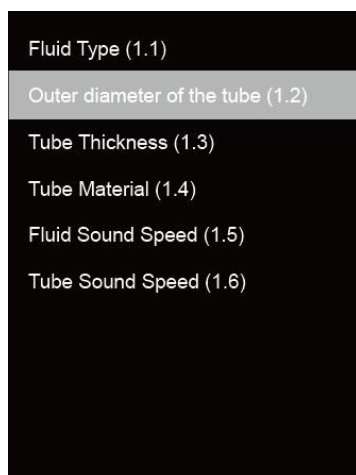 Fluid Type (1.1)
Outer diameter of the tube (1.2)
Tube Thickness (1.3)
Tube Material (1.4)
Fluid Sound Speed (1.5)
Tube Sound Speed (1.6)